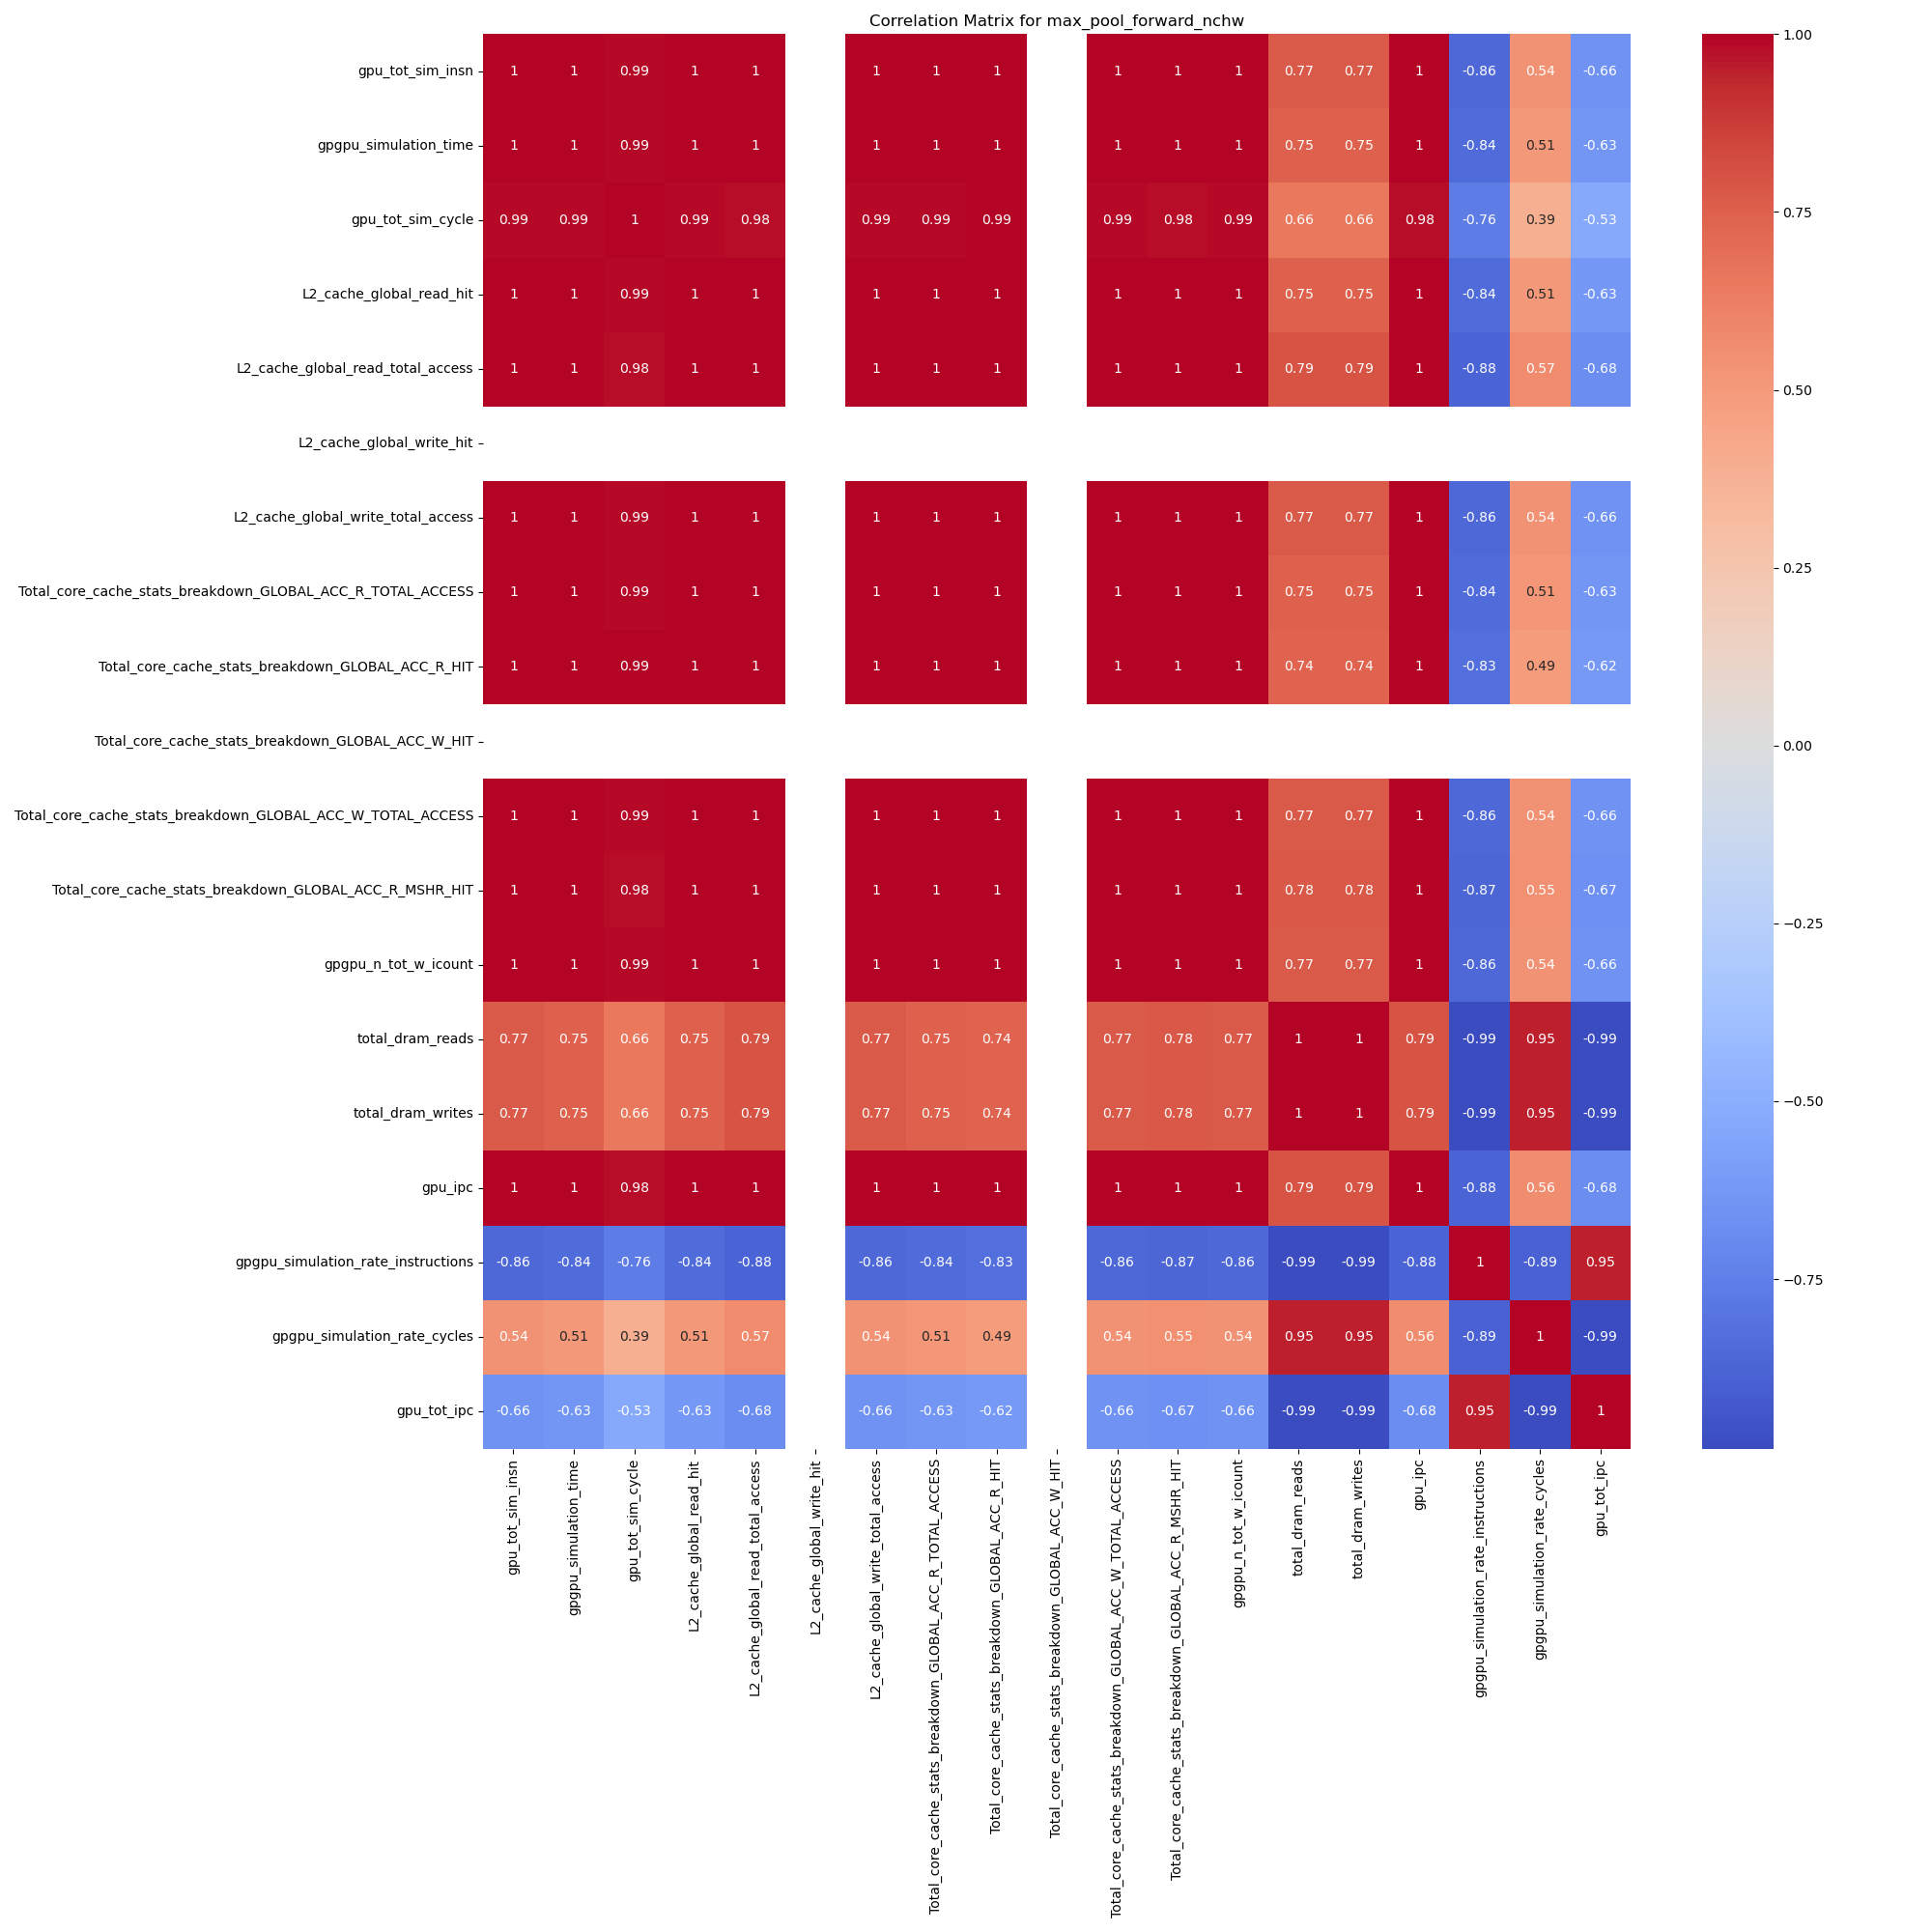 Correlation Matrix for max_pool_forward_nchw
gpu_tot_sim_insn 1 1 0.99 1 1 1 1 1 1 1 1 0.77 0.77 1 -0.86 0.54 -0.66
gpgpu_simulation_time 1 1 0.99 1 1 1 1 1 1 1 1 0.75 0.75 1 -0.84 0.51 -0.63
gpu_tot_sim_cycle 0.99 0.99 1 0.99 0.98 0.99 0.99 0.99 0.99 0.98 0.99 0.66 0.66 0.98 -0.76 0.39 -0.53
L2_cache_global_read_hit 1 1 0.99 1 1 1 1 1 1 1 1 0.75 0.75 1 -0.84 0.51 -0.63
L2_cache_global_read_total_access 1 1 0.98 1 1 1 1 1 1 1 1 0.79 0.79 1 -0.88 0.57 -0.68
L2_cache_global_write_hit
L2_cache_global_write_total_access 1 1 0.99 1 1 1 1 1 1 1 1 0.77 0.77 1 -0.86 0.54 -0.66
Total_core_cache_stats_breakdown_GLOBAL_ACC_R_TOTAL_ACCESS 1 1 0.99 1 1 1 1 1 1 1 1 0.75 0.75 1 -0.84 0.51 -0.63
Total_core_cache_stats_breakdown_GLOBAL_ACC_R_HIT 1 1 0.99 1 1 1 1 1 1 1 1 0.74 0.74 1 -0.83 0.49 -0.62
Total_core_cache_stats_breakdown_GLOBAL_ACC_W_HIT
Total_core_cache_stats_breakdown_GLOBAL_ACC_W_TOTAL_ACCESS 1 1 0.99 1 1 1 1 1 1 1 1 0.77 0.77 1 -0.86 0.54 -0.66
Total_core_cache_stats_breakdown_GLOBAL_ACC_R_MSHR_HIT 1 1 0.98 1 1 1 1 1 1 1 1 0.78 0.78 1 -0.87 0.55 -0.67
gpgpu_n_tot_w_icount 1 1 0.99 1 1 1 1 1 1 1 1 0.77 0.77 1 -0.86 0.54 -0.66
total_dram_reads 0.77 0.75 0.66 0.75 0.79 0.77 0.75 0.74 0.77 0.78 0.77 1 1 0.79 -0.99 0.95 -0.99
total_dram_writes 0.77 0.75 0.66 0.75 0.79 0.77 0.75 0.74 0.77 0.78 0.77 1 1 0.79 -0.99 0.95 -0.99
gpu_ipc 1 1 0.98 1 1 1 1 1 1 1 1 0.79 0.79 1 -0.88 0.56 -0.68
gpgpu_simulation_rate_instructions -0.86 -0.84 -0.76 -0.84 -0.88 -0.86 -0.84 -0.83 -0.86 -0.87 -0.86 -0.99 -0.99 -0.88 1 -0.89 0.95
gpgpu_simulation_rate_cycles 0.54 0.51 0.39 0.51 0.57 0.54 0.51 0.49 0.54 0.55 0.54 0.95 0.95 0.56 -0.89 1 -0.99
gpu_tot_ipc -0.66 -0.63 -0.53 -0.63 -0.68 -0.66 -0.63 -0.62 -0.66 -0.67 -0.66 -0.99 -0.99 -0.68 0.95 -0.99 1
gpu_tot_sim_insn
gpgpu_simulation_time
gpu_tot_sim_cycle
L2_cache_global_read_hit
L2_cache_global_read_total_access
L2_cache_global_write_hit
L2_cache_global_write_total_access
Total_core_cache_stats_breakdown_GLOBAL_ACC_R_TOTAL_ACCESS
Total_core_cache_stats_breakdown_GLOBAL_ACC_R_HIT
Total_core_cache_stats_breakdown_GLOBAL_ACC_W_HIT
Total_core_cache_stats_breakdown_GLOBAL_ACC_W_TOTAL_ACCESS
Total_core_cache_stats_breakdown_GLOBAL_ACC_R_MSHR_HIT
gpgpu_n_tot_w_icount
total_dram_reads
total_dram_writes
gpu_ipc
gpgpu_simulation_rate_instructions
gpgpu_simulation_rate_cycles
gpu_tot_ipc
1.00
0.75
0.50
0.25
0.00
−0.25
−0.50
−0.75